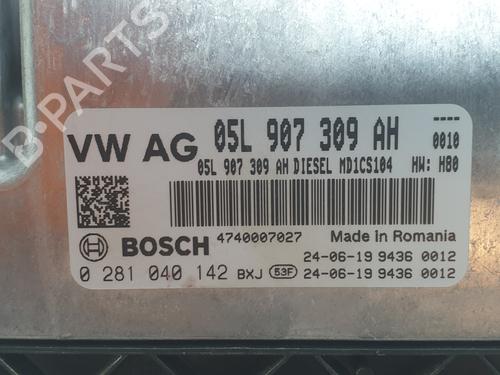 B-PARTS
VW AG 05L 907 309 AH
----
0010
05L 907 309 AH DIESEL MD1CS104 HW: H80
BOSCH 4740007027 Made in Romania
24-06-19 9436 0012
0 281 040 142 BXJ 53F 24-06-19 9436 0012